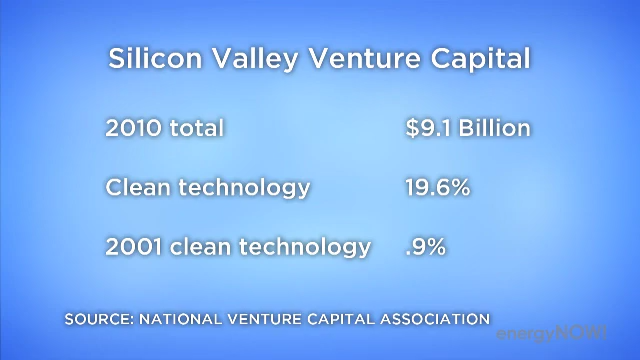 Silicon Valley Venture Capital
2010 total $9.1 Billion
Clean technology 19.6%
2001 clean technology .9%
SOURCE: NATIONAL VENTURE CAPITAL ASSOCIATION
energyNOW!